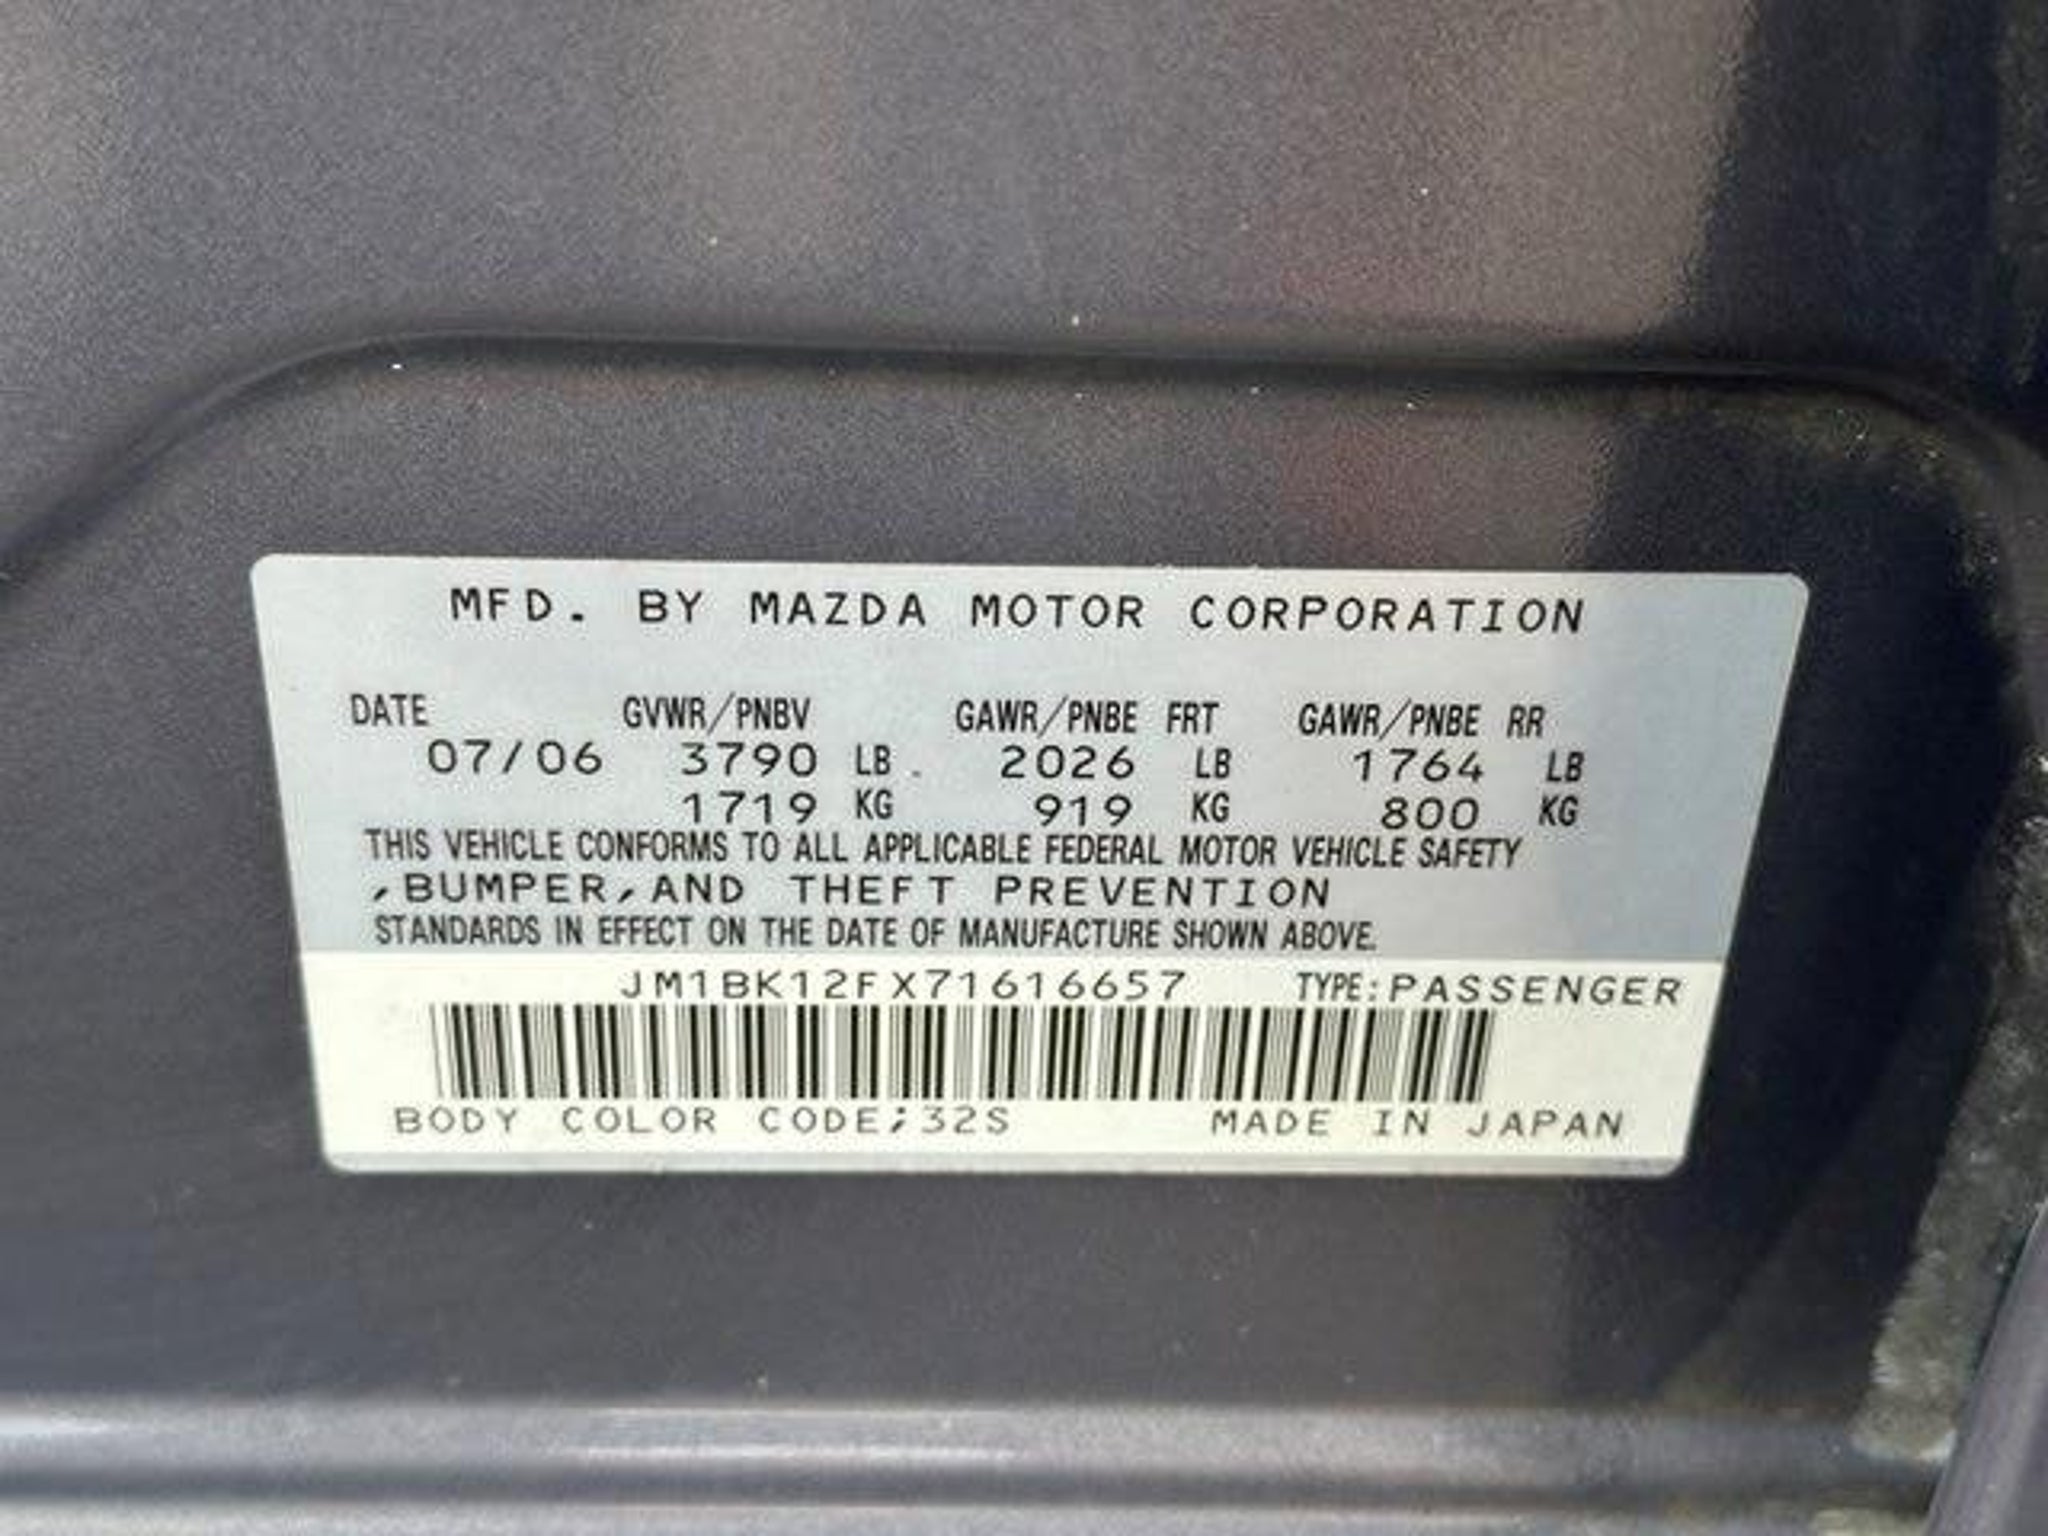 MFD. BY MAZDA MOTOR CORPORATION
DATE GVWR/PNBV GAWR/PNBE FRT GAWR/PNBE RR
07/06 3790 LB 2026 LB 1764 LB
1719 KG 919 KG 800 KG
THIS VEHICLE CONFORMS TO ALL APPLICABLE FEDERAL MOTOR VEHICLE SAFETY
,BUMPER,AND THEFT PREVENTION
STANDARDS IN EFFECT ON THE DATE OF MANUFACTURE SHOWN ABOVE.
JM1BK12FX71616657 TYPE:PASSENGER
BODY COLOR CODE;32S MADE IN JAPAN